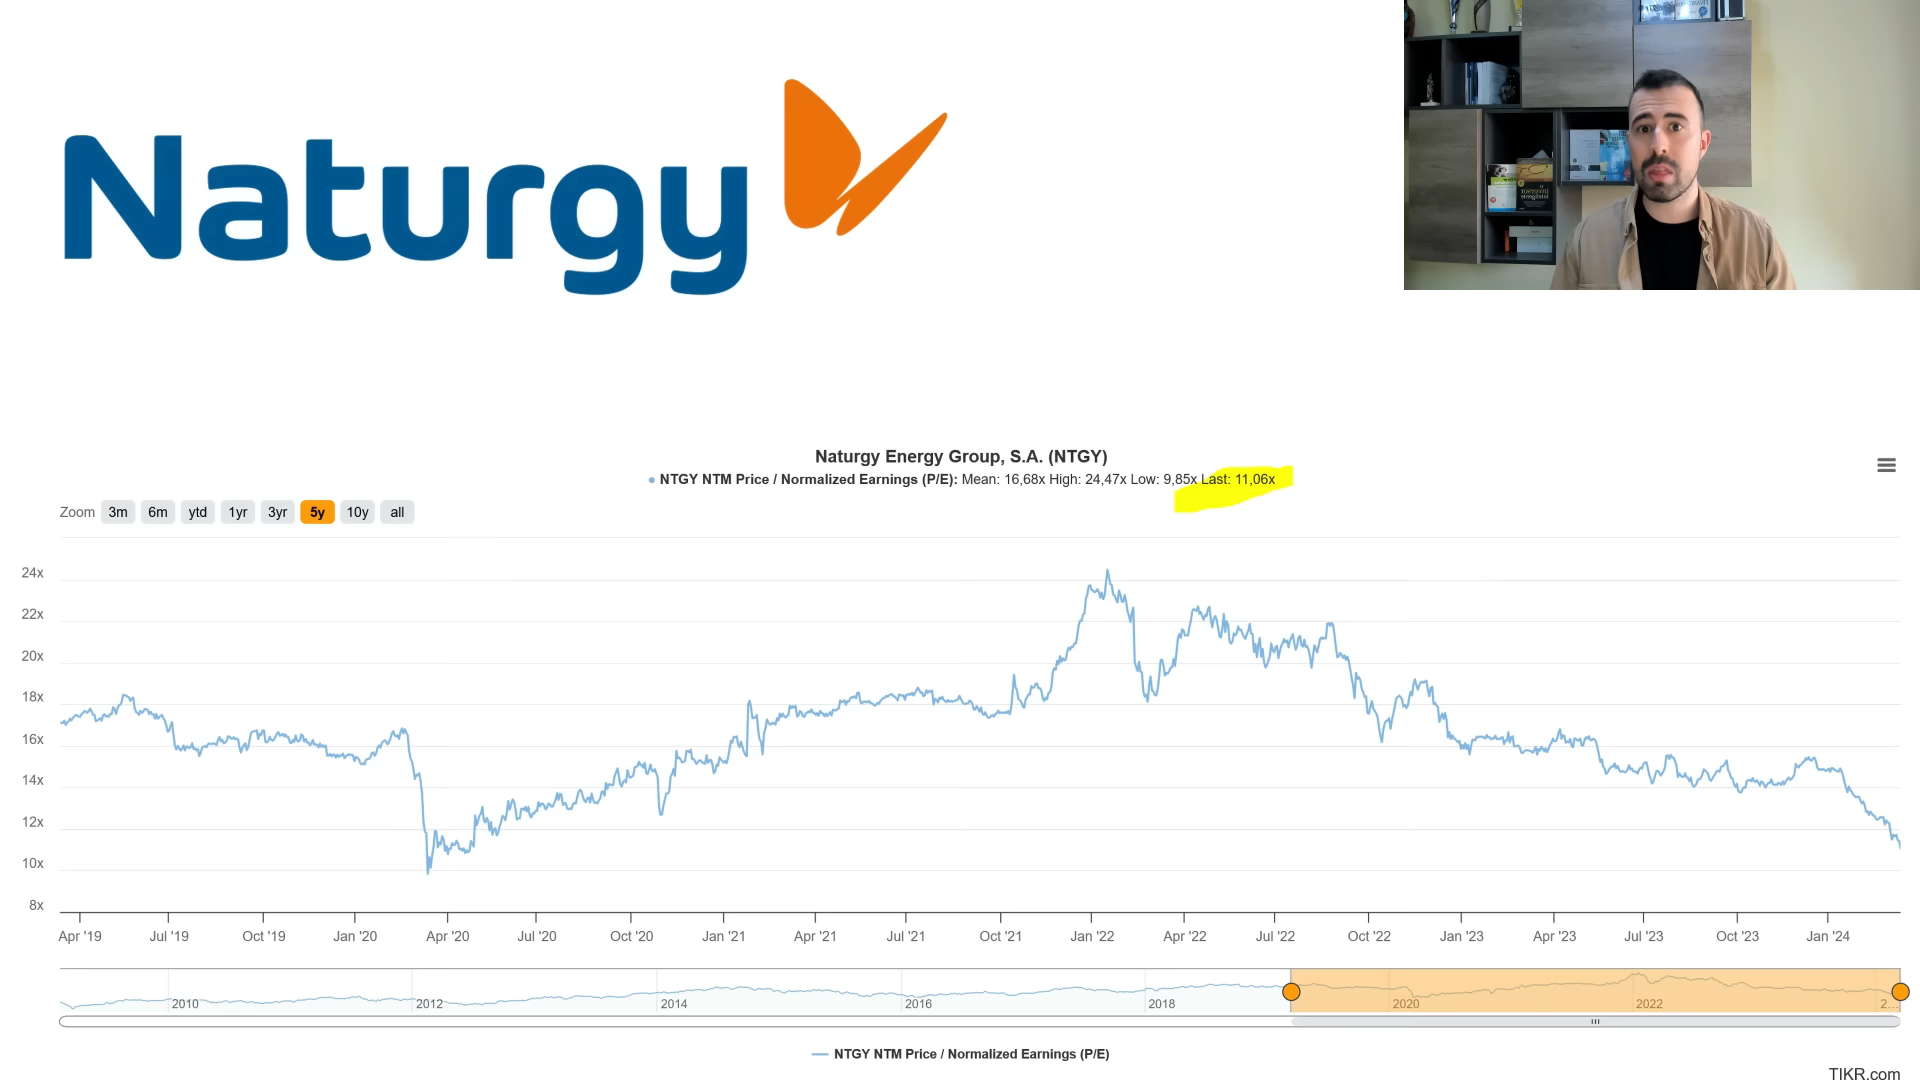 Naturgy
Naturgy Energy Group, S.A. (NTGY)
NTGY NTM Price / Normalized Earnings (P/E): Mean: 16,68x High: 24,47x Low: 9,85x Last: 11,06x
Zoom 3m 6m ytd 1yr 3yr 5y 10y all
24x
22x
20x
18x
16x
14x
12x
10x
8x
Apr '19 Jul '19 Oct '19 Jan '20 Apr '20 Jul '20 Oct '20 Jan '21 Apr '21 Jul '21 Oct '21 Jan '22 Apr '22 Jul '22 Oct '22 Jan '23 Apr '23 Jul '23 Oct '23 Jan '24
2010 2012 2014 2016 2018 2020 2022 2…
NTGY NTM Price / Normalized Earnings (P/E)
TIKR.com